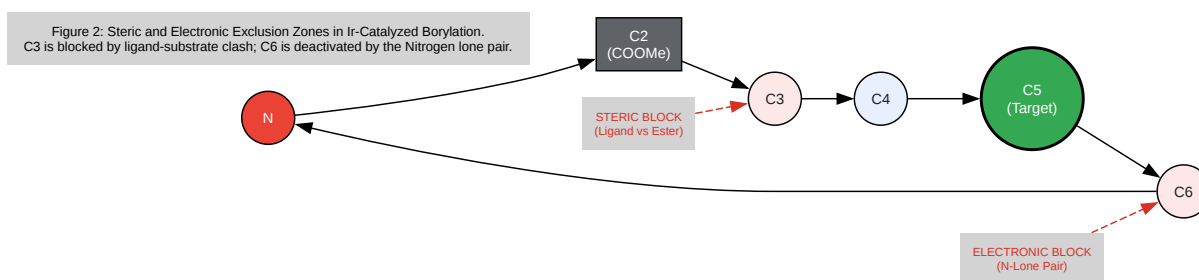 Figure 2: Steric and Electronic Exclusion Zones in Ir-Catalyzed Borylation.
C3 is blocked by ligand-substrate clash; C6 is deactivated by the Nitrogen lone pair.
N
C2
(COOMe)
STERIC BLOCK
(Ligand vs Ester)
C3
C4
C5
(Target)
C6
ELECTRONIC BLOCK
(N-Lone Pair)